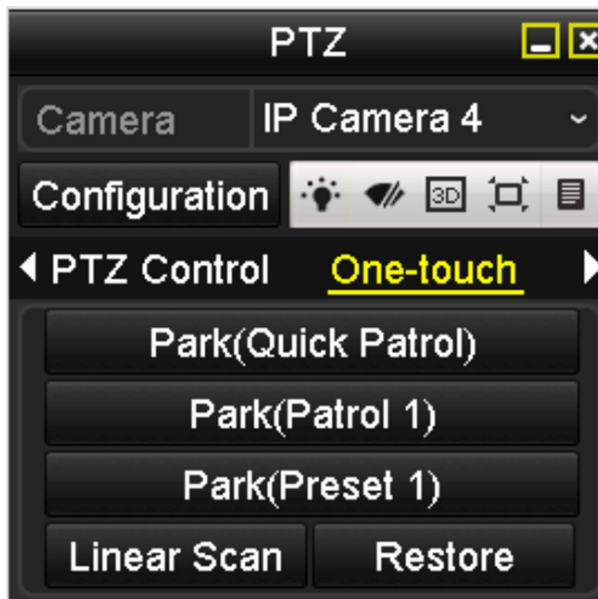 PTZ
Camera IP Camera 4
Configuration 3D
PTZ Control One-touch
Park(Quick Patrol)
Park(Patrol 1)
Park(Preset 1)
Linear Scan Restore